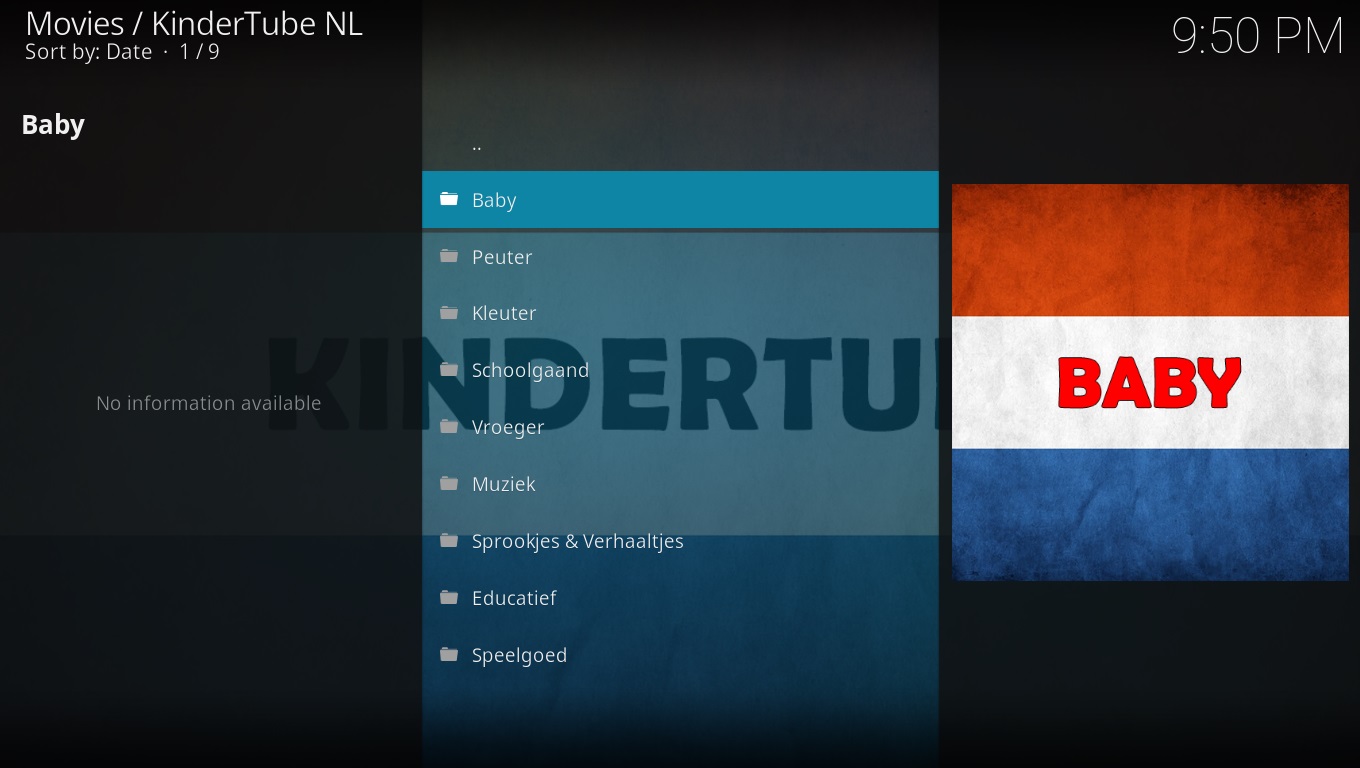 Movies / KinderTube NL
Sort by: Date · 1 / 9
9:50 PM
Baby
No information available
..
Baby
Peuter
Kleuter
Schoolgaand
Vroeger
Muziek
Sprookjes & Verhaaltjes
Educatief
Speelgoed
KINDERTU
BABY